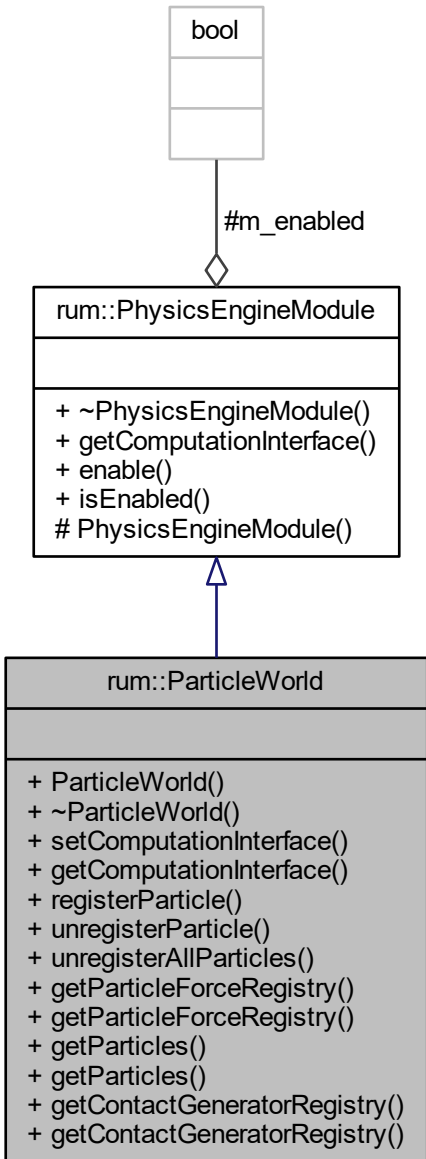 bool
#m_enabled
rum::PhysicsEngineModule
+ ~PhysicsEngineModule()
+ getComputationInterface()
+ enable()
+ isEnabled()
# PhysicsEngineModule()
rum::ParticleWorld
+ ParticleWorld()
+ ~ParticleWorld()
+ setComputationInterface()
+ getComputationInterface()
+ registerParticle()
+ unregisterParticle()
+ unregisterAllParticles()
+ getParticleForceRegistry()
+ getParticleForceRegistry()
+ getParticles()
+ getParticles()
+ getContactGeneratorRegistry()
+ getContactGeneratorRegistry()